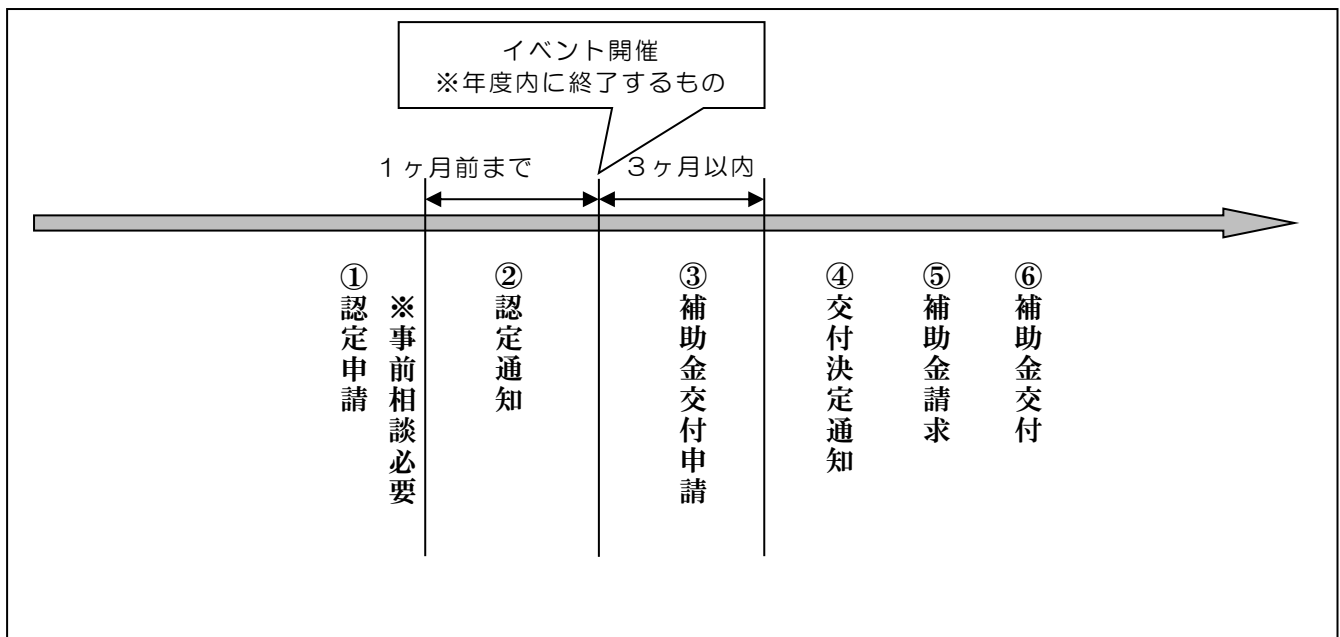 イベント開催
※年度内に終了するもの
1ヶ月前まで
3ヶ月以内
①認定申請
※事前相談必要
②認定通知
③補助金交付申請
④交付決定通知
⑤補助金請求
⑥補助金交付